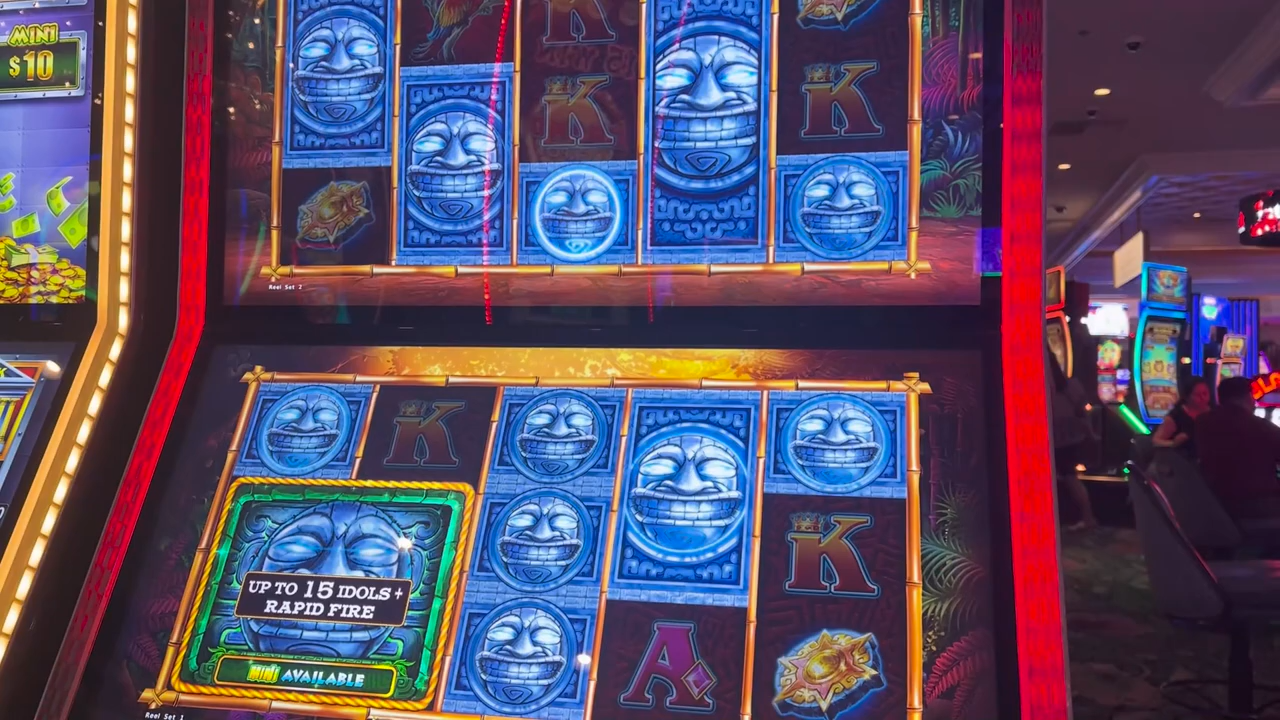 MINI
$10
K
K
K
Reel Set 2
K
K
UP TO 15 IDOLS +
RAPID FIRE
MINI AVAILABLE
A
Reel Set 1